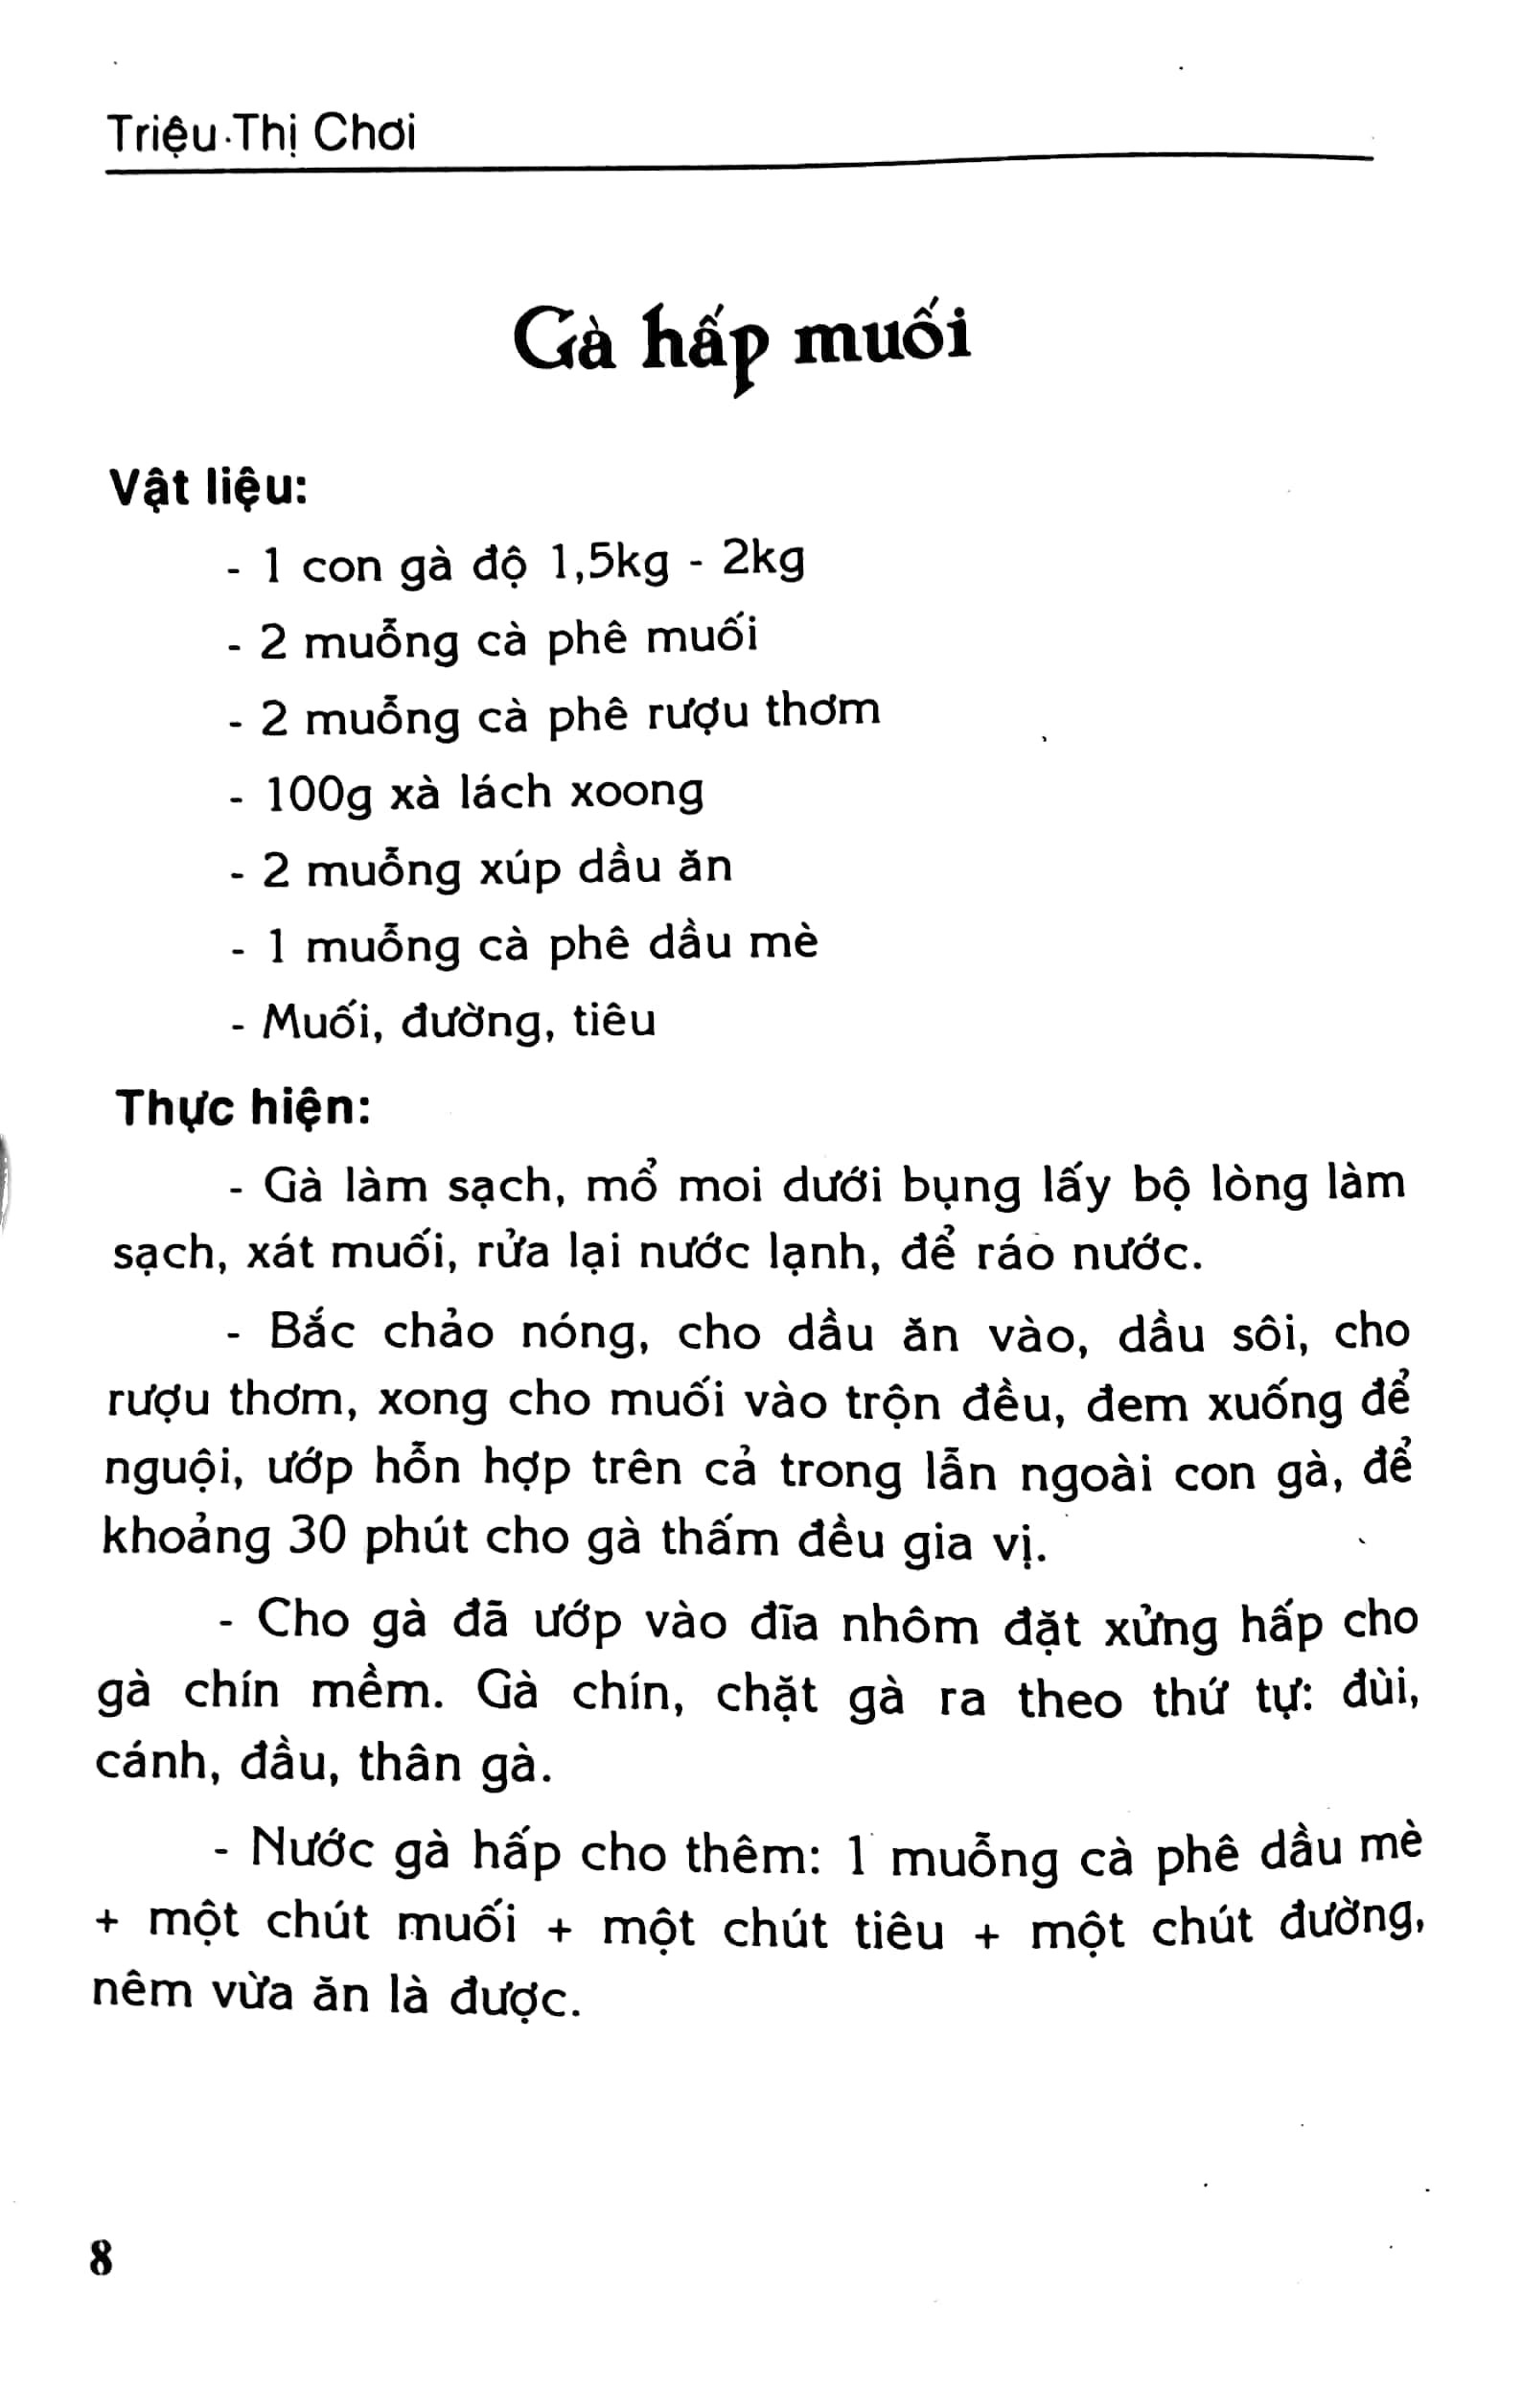 Triệu Thị Chơi
Gà hấp muối
Vật liệu:
- 1 con gà độ 1,5kg - 2kg
- 2 muỗng cà phê muối
- 2 muỗng cà phê rượu thơm
- 100g xà lách xoong
- 2 muỗng xúp dầu ăn
- 1 muỗng cà phê dầu mè
- Muối, đường, tiêu
Thực hiện:
- Gà làm sạch, mổ moi dưới bụng lấy bộ lòng làm
sạch, xát muối, rửa lại nước lạnh, để ráo nước.
- Bắc chảo nóng, cho dầu ăn vào, dầu sôi, cho
rượu thơm, xong cho muối vào trộn đều, đem xuống để
nguội, ướp hỗn hợp trên cả trong lẫn ngoài con gà, để
khoảng 30 phút cho gà thấm đều gia vị.
- Cho gà đã ướp vào đĩa nhôm đặt xửng hấp cho
gà chín mềm. Gà chín, chặt gà ra theo thứ tự: đùi,
cánh, đầu, thân gà.
- Nước gà hấp cho thêm: 1 muỗng cà phê dầu mè
+ một chút muối + một chút tiêu + một chút đường,
nêm vừa ăn là được.
8